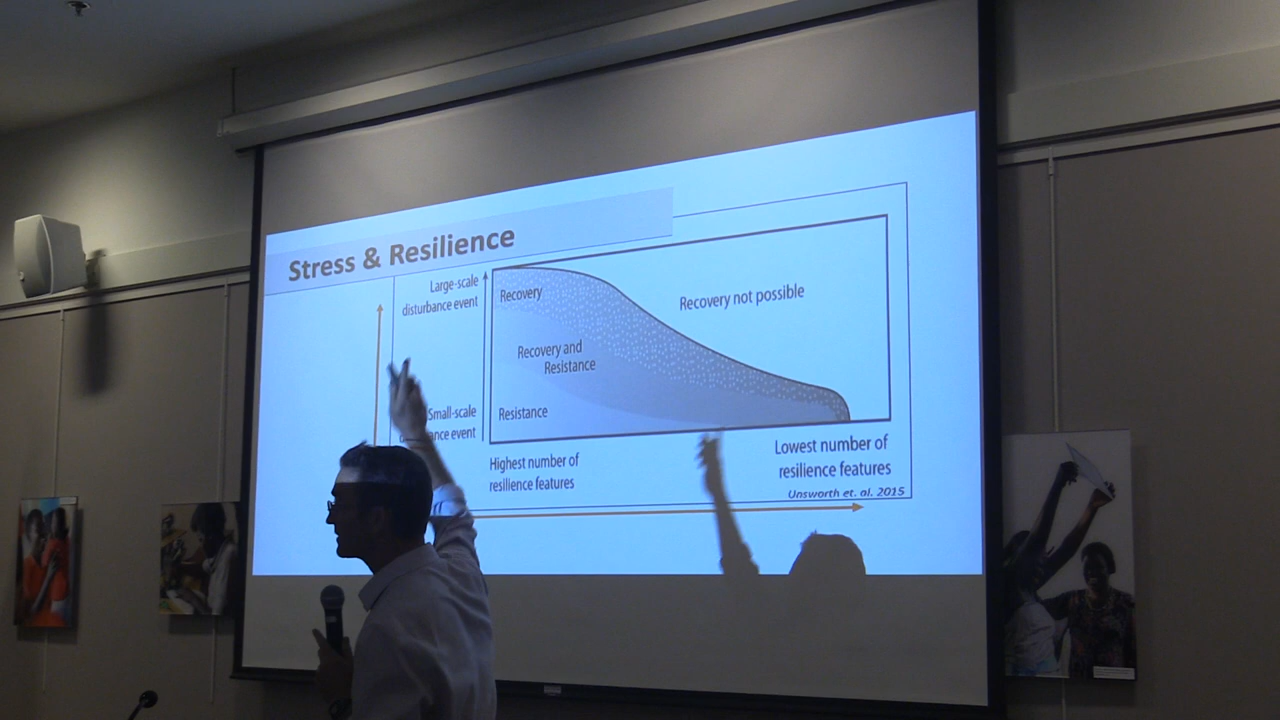 Stress & Resilience
Large-scale
disturbance event
Recovery
Recovery not possible
Recovery and
Resistance
Small-scale
event
Resistance
Highest number of
resilience features
Lowest number of
resilience features
Unsworth et. al. 2015